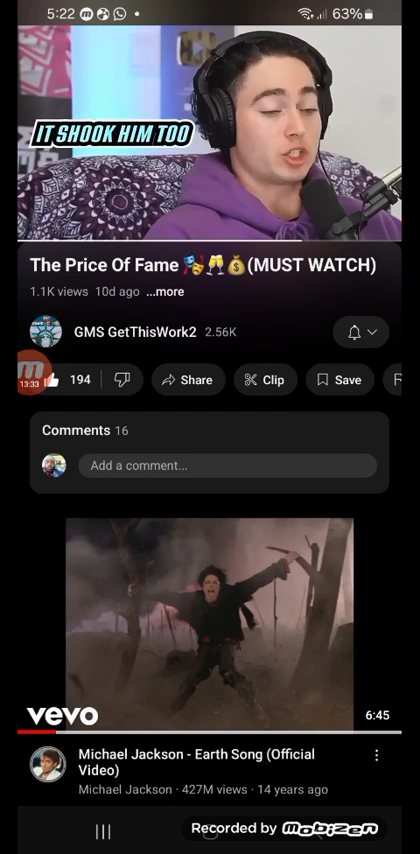 5:22
63%
IT SHOOK HIM TOO
The Price Of Fame 🎭🥂💰(MUST WATCH)
1.1K views 10d ago ...more
GMS GetThisWork2 2.56K
13:33
194 Share Clip Save
Comments 16
Add a comment...
vevo
6:45
Michael Jackson - Earth Song (Official
Video)
Michael Jackson · 427M views · 14 years ago
Recorded by mobizen